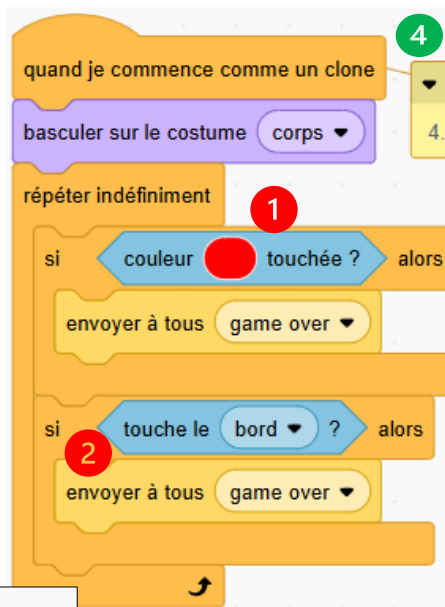 4
quand je commence comme un clone
basculer sur le costume corps
4.
répéter indéfiniment
1
si couleur touchée ? alors
envoyer à tous game over
si touche le bord ? alors
2
envoyer à tous game over